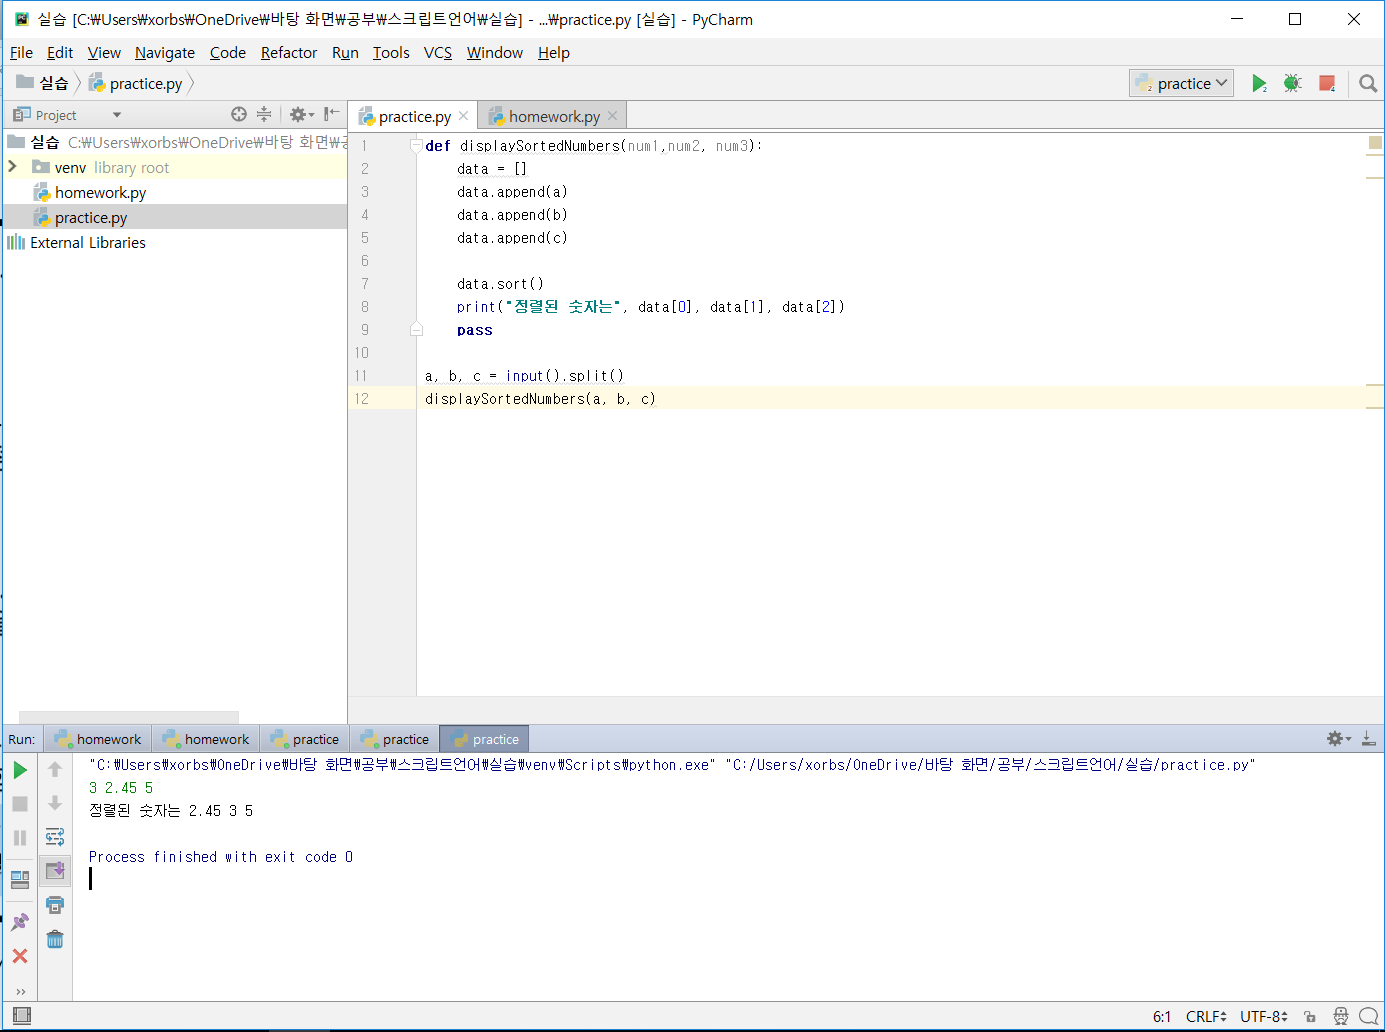 실습 [C:₩Users₩xorbs₩OneDrive₩바탕 화면₩공부₩스크립트언어₩실습] - ...₩practice.py [실습] - PyCharm
File Edit View Navigate Code Refactor Run Tools VCS Window Help
실습 practice.py practice
Project practice.py homework.py
실습 C:₩Users₩xorbs₩OneDrive₩바탕 화면₩
venv library root
homework.py
practice.py
External Libraries
1 def displaySortedNumbers(num1,num2, num3):
2 data = []
3 data.append(a)
4 data.append(b)
5 data.append(c)
6
7 data.sort()
8 print("정렬된 숫자는", data[0], data[1], data[2])
9 pass
10
11 a, b, c = input().split()
12 displaySortedNumbers(a, b, c)
Run: homework homework practice practice practice
"C:₩Users₩xorbs₩OneDrive₩바탕 화면₩공부₩스크립트언어₩실습₩venv₩Scripts₩python.exe" "C:/Users/xorbs/OneDrive/바탕 화면/공부/스크립트언어/실습/practice.py"
3 2.45 5
정렬된 숫자는 2.45 3 5
Process finished with exit code 0
6:1 CRLF UTF-8